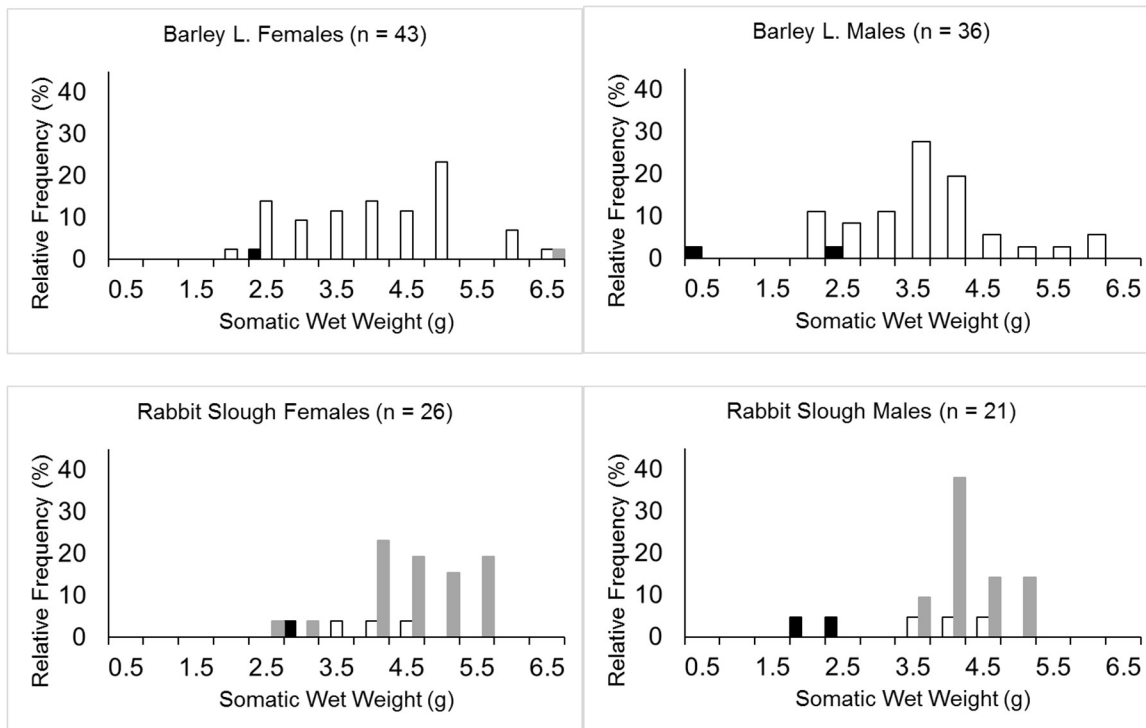 Barley L. Females (n = 43)
Relative Frequency (%)
40
30
20
10
0
0.5 1.5 2.5 3.5 4.5 5.5 6.5
Somatic Wet Weight (g)
Barley L. Males (n = 36)
Relative Frequency (%)
40
30
20
10
0
0.5 1.5 2.5 3.5 4.5 5.5 6.5
Somatic Wet Weight (g)
Rabbit Slough Females (n = 26)
Relative Frequency (%)
40
30
20
10
0
0.5 1.5 2.5 3.5 4.5 5.5 6.5
Somatic Wet Weight (g)
Rabbit Slough Males (n = 21)
Relative Frequency (%)
40
30
20
10
0
0.5 1.5 2.5 3.5 4.5 5.5 6.5
Somatic Wet Weight (g)